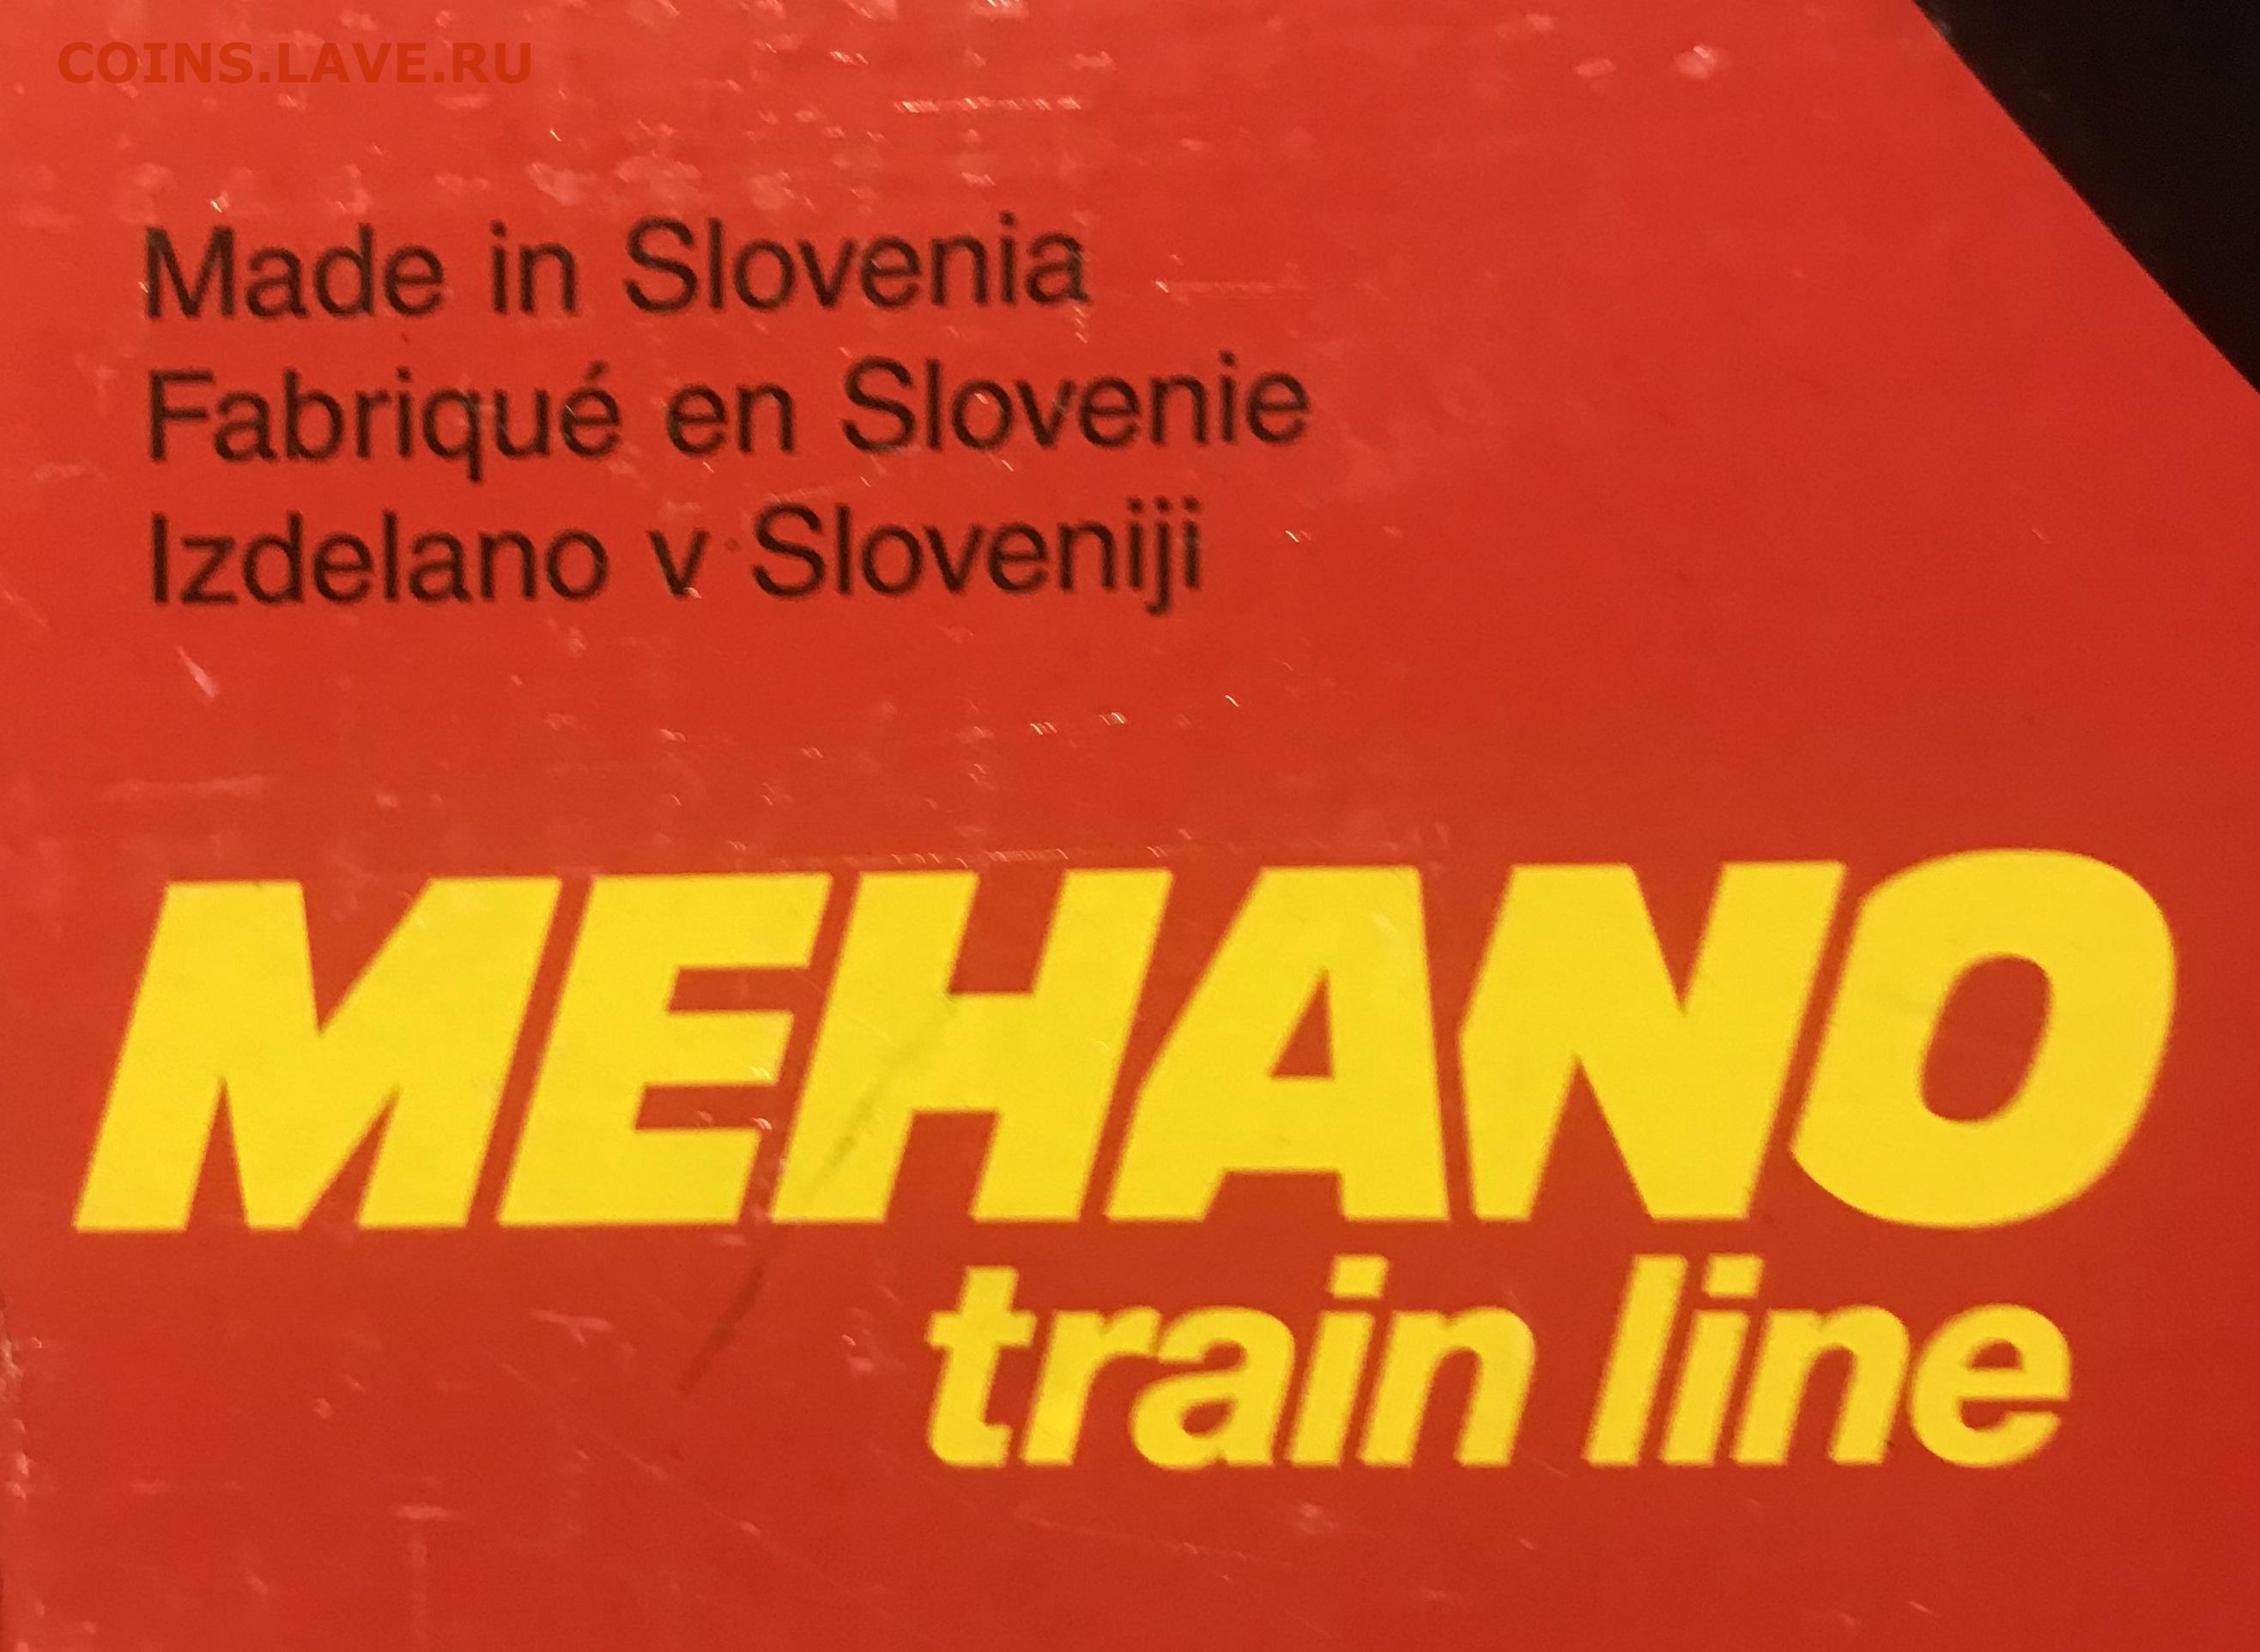 COINS.LAVE.RU
Made in Slovenia
Fabriqué en Slovenie
Izdelano v Sloveniji
MEHANO
train line